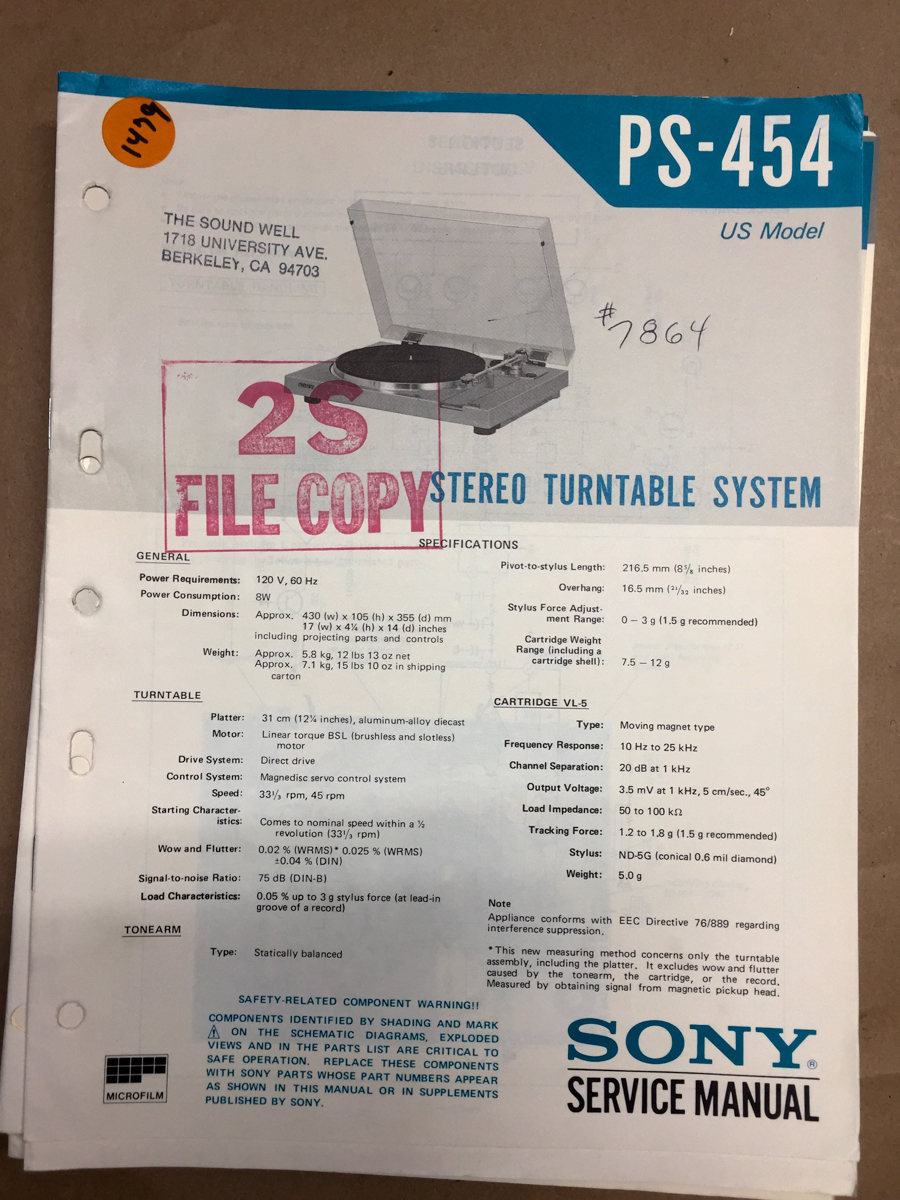 1499
PS-454
US Model
THE SOUND WELL
1718 UNIVERSITY AVE.
BERKELEY, CA 94703
#7864
2S
FILE COPY
STEREO TURNTABLE SYSTEM
SPECIFICATIONS
GENERAL
Power Requirements: 120 V, 60 Hz
Power Consumption: 8W
Dimensions: Approx. 430 (w) x 105 (h) x 355 (d) mm
17 (w) x 4¼ (h) x 14 (d) inches
including projecting parts and controls
Weight: Approx. 5.8 kg, 12 lbs 13 oz net
Approx. 7.1 kg, 15 lbs 10 oz in shipping
carton
TURNTABLE
Platter: 31 cm (12¼ inches), aluminum-alloy diecast
Motor: Linear torque BSL (brushless and slotless)
motor
Drive System: Direct drive
Control System: Magnedisc servo control system
Speed: 33⅓ rpm, 45 rpm
Starting Character-
istics: Comes to nominal speed within a ½
revolution (33⅓ rpm)
Wow and Flutter: 0.02 % (WRMS)* 0.025 % (WRMS)
±0.04 % (DIN)
Signal-to-noise Ratio: 75 dB (DIN-B)
Load Characteristics: 0.05 % up to 3 g stylus force (at lead-in
groove of a record)
TONEARM
Type: Statically balanced
Pivot-to-stylus Length: 216.5 mm (8⅝ inches)
Overhang: 16.5 mm (²¹/₃₂ inches)
Stylus Force Adjust-
ment Range: 0 – 3 g (1.5 g recommended)
Cartridge Weight
Range (including a
cartridge shell): 7.5 – 12 g
CARTRIDGE VL-5
Type: Moving magnet type
Frequency Response: 10 Hz to 25 kHz
Channel Separation: 20 dB at 1 kHz
Output Voltage: 3.5 mV at 1 kHz, 5 cm/sec., 45°
Load Impedance: 50 to 100 kΩ
Tracking Force: 1.2 to 1.8 g (1.5 g recommended)
Stylus: ND-5G (conical 0.6 mil diamond)
Weight: 5.0 g
Note
Appliance conforms with EEC Directive 76/889 regarding
interference suppression.
*This new measuring method concerns only the turntable
assembly, including the platter. It excludes wow and flutter
caused by the tonearm, the cartridge, or the record.
Measured by obtaining signal from magnetic pickup head.
SAFETY-RELATED COMPONENT WARNING!!
COMPONENTS IDENTIFIED BY SHADING AND MARK
⚠ ON THE SCHEMATIC DIAGRAMS, EXPLODED
VIEWS AND IN THE PARTS LIST ARE CRITICAL TO
SAFE OPERATION. REPLACE THESE COMPONENTS
WITH SONY PARTS WHOSE PART NUMBERS APPEAR
AS SHOWN IN THIS MANUAL OR IN SUPPLEMENTS
PUBLISHED BY SONY.
MICROFILM
SONY®
SERVICE MANUAL